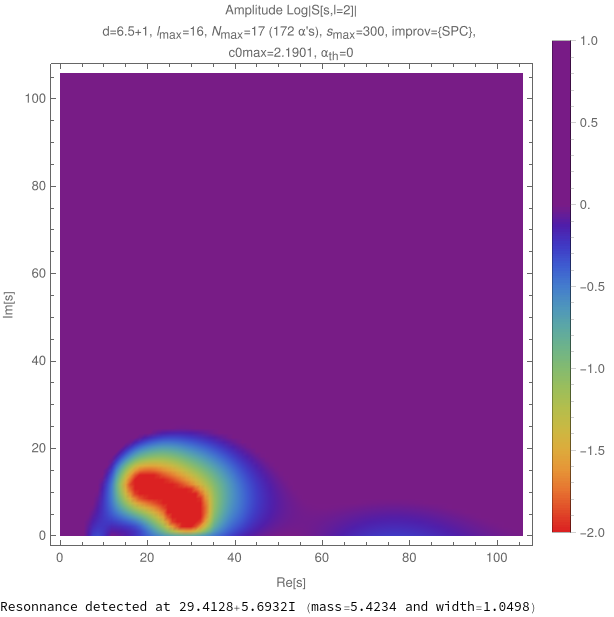 Amplitude Log|S[s,l=2]|
d=6.5+1, lmax=16, Nmax=17 (172 α's), smax=300, improv={SPC},
c0max=2.1901, αth=0
1.0
0.5
0.
-0.5
-1.0
-1.5
-2.0
100
80
60
40
20
0
Im[s]
0 20 40 60 80 100
Re[s]
Resonnance detected at 29.4128+5.6932I (mass=5.4234 and width=1.0498)